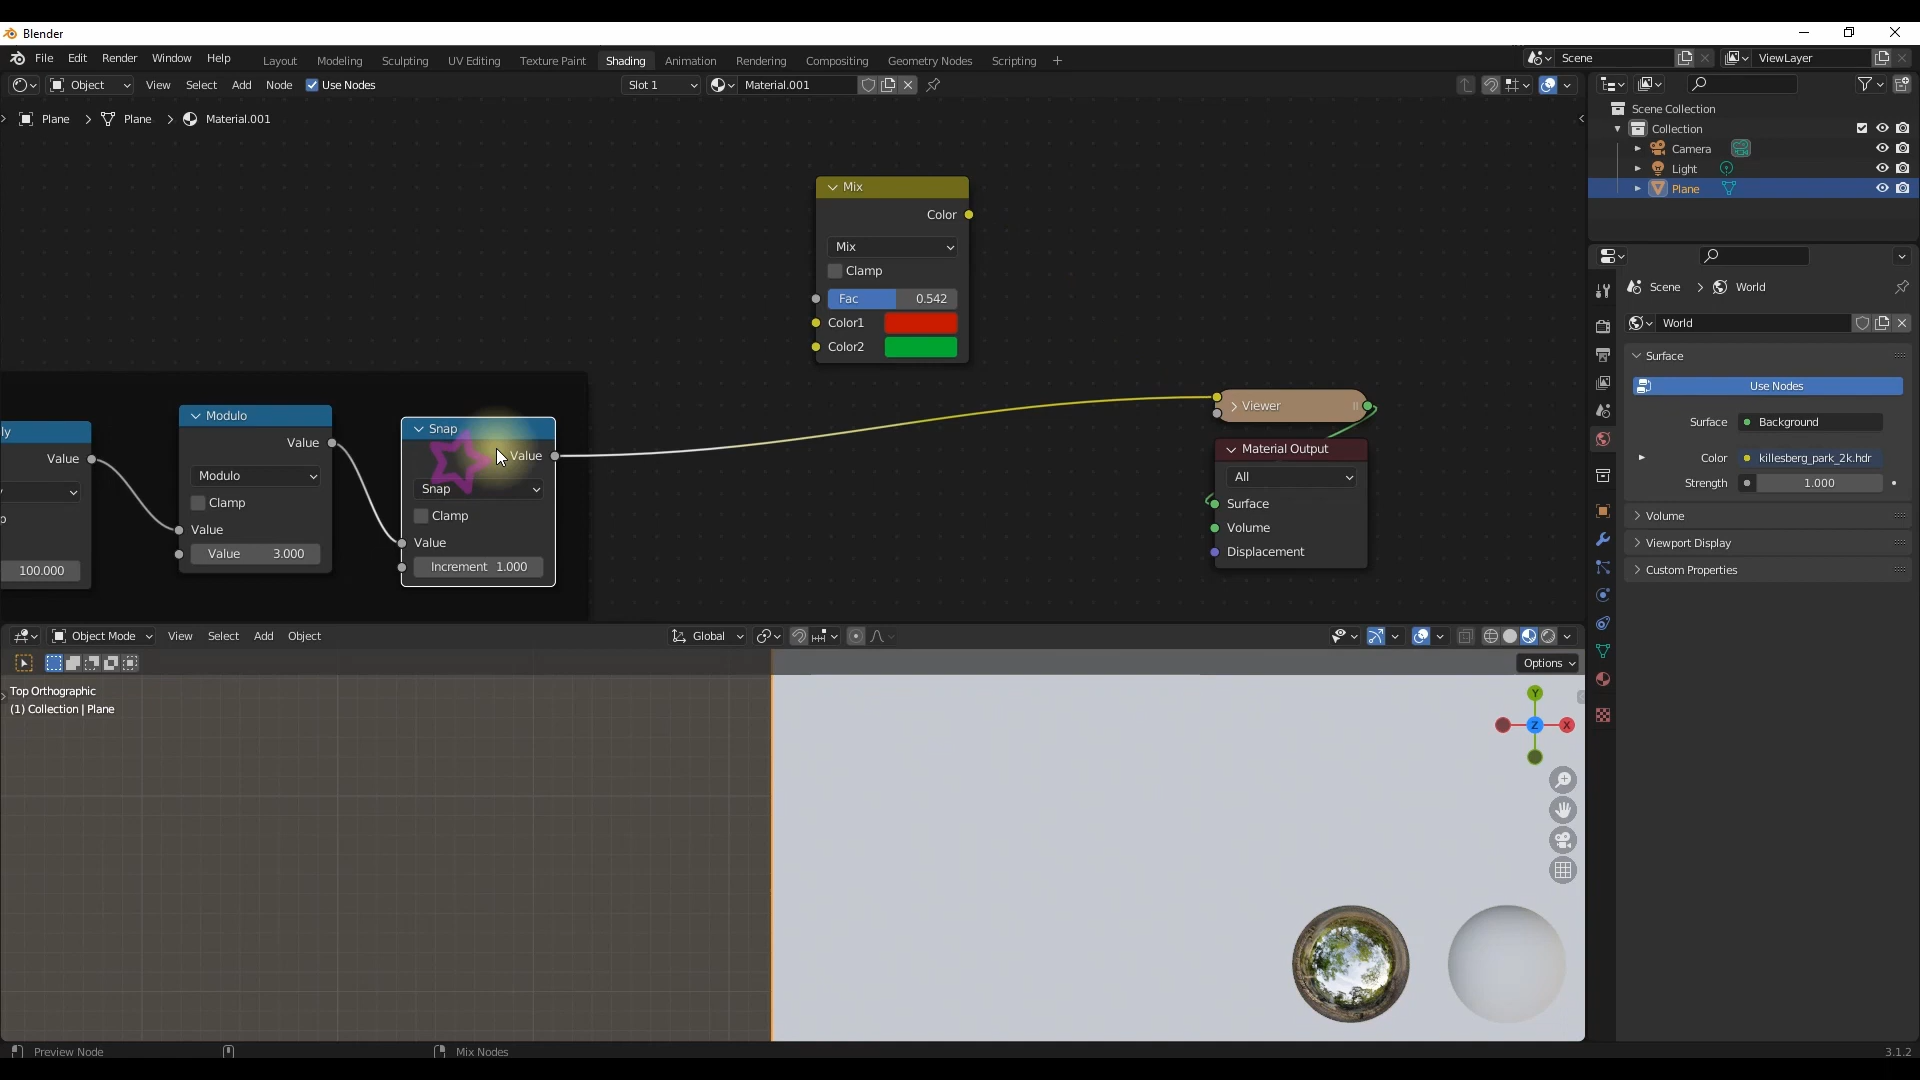 Blender
File Edit Render Window Help
Layout Modeling Sculpting UV Editing Texture Paint Shading Animation Rendering Compositing Geometry Nodes Scripting +
Scene
ViewLayer
Object View Select Add Node Use Nodes
Slot 1
Material.001
Plane > Plane > Material.001
Scene Collection
Collection
Camera
Light
Plane
Mix
Color
Mix
Clamp
Fac 0.542
Color1
Color2
ly
Value
100.000
Modulo
Value
Modulo
Clamp
Value
Value 3.000
Snap
Value
Snap
Clamp
Value
Increment 1.000
Viewer
Material Output
All
Surface
Volume
Displacement
Scene > World
World
Surface
Use Nodes
Surface Background
Color killesberg_park_2k.hdr
Strength 1.000
Volume
Viewport Display
Custom Properties
Object Mode View Select Add Object
Global
Options
Top Orthographic
(1) Collection | Plane
Y
Z
X
Preview Node
Mix Nodes
3.1.2